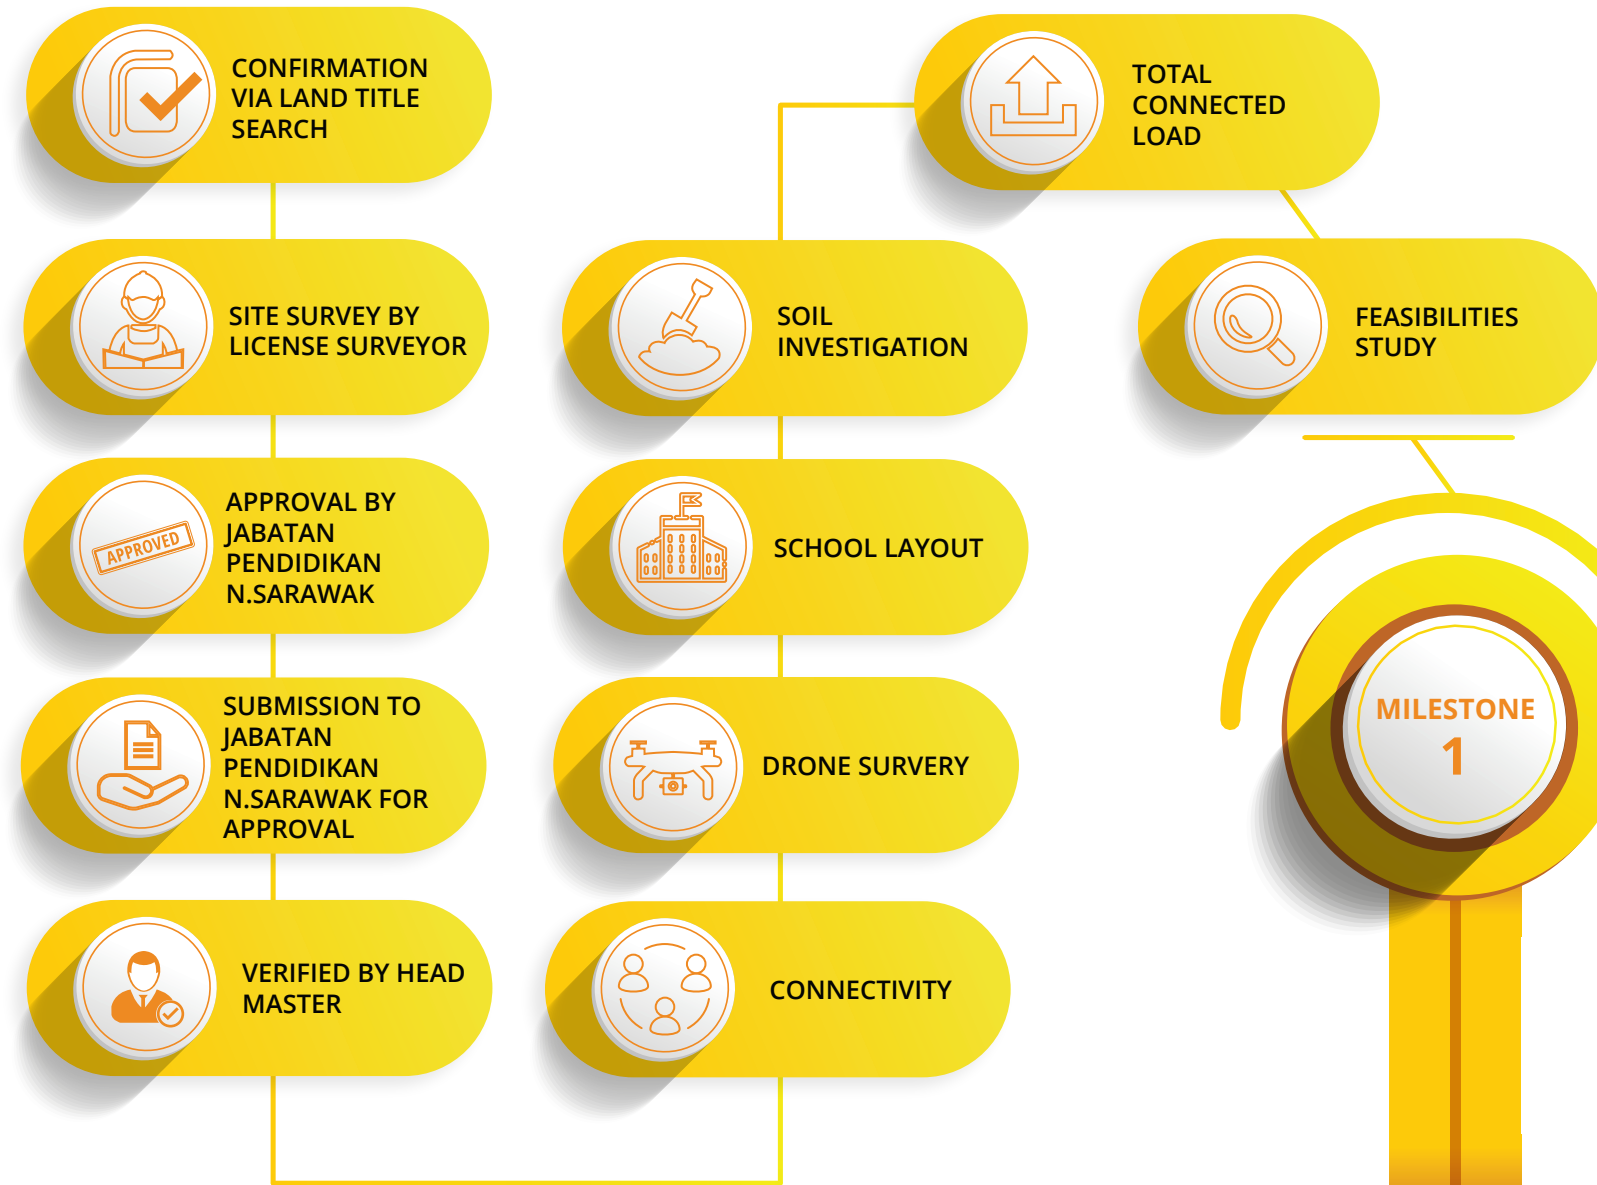 CONFIRMATION
VIA LAND TITLE
SEARCH
SITE SURVEY BY
LICENSE SURVEYOR
APPROVED
APPROVAL BY
JABATAN
PENDIDIKAN
N.SARAWAK
SUBMISSION TO
JABATAN
PENDIDIKAN
N.SARAWAK FOR
APPROVAL
VERIFIED BY HEAD
MASTER
SOIL
INVESTIGATION
SCHOOL LAYOUT
DRONE SURVERY
CONNECTIVITY
TOTAL
CONNECTED
LOAD
FEASIBILITIES
STUDY
MILESTONE
1